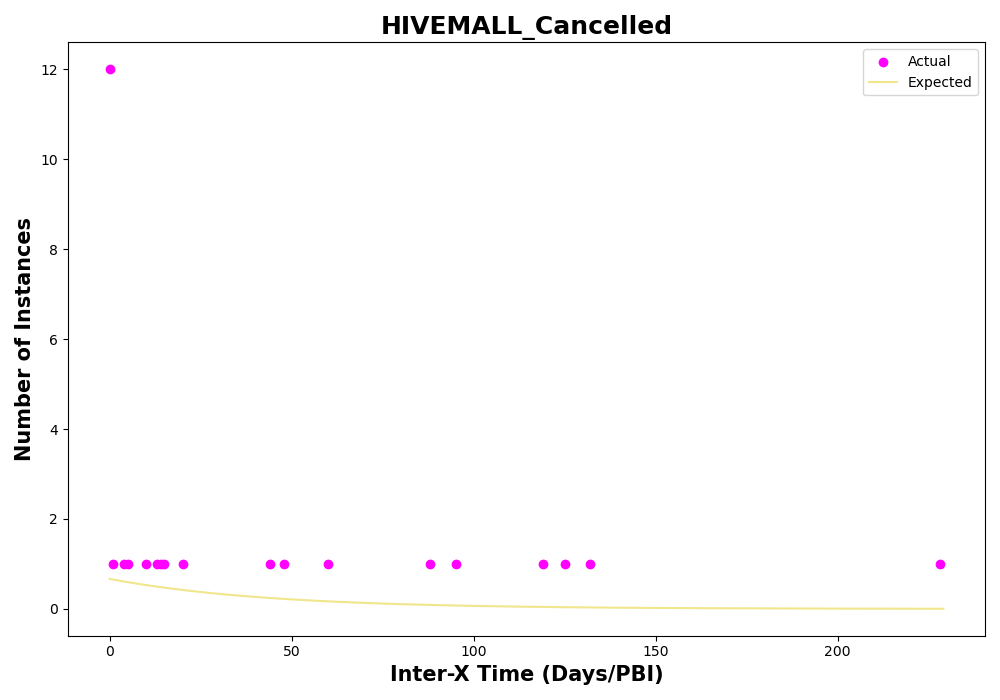 HIVEMALL_Cancelled
Actual
Expected
12
10
8
6
4
2
0
Number of Instances
0
50
100
150
200
Inter-X Time (Days/PBI)